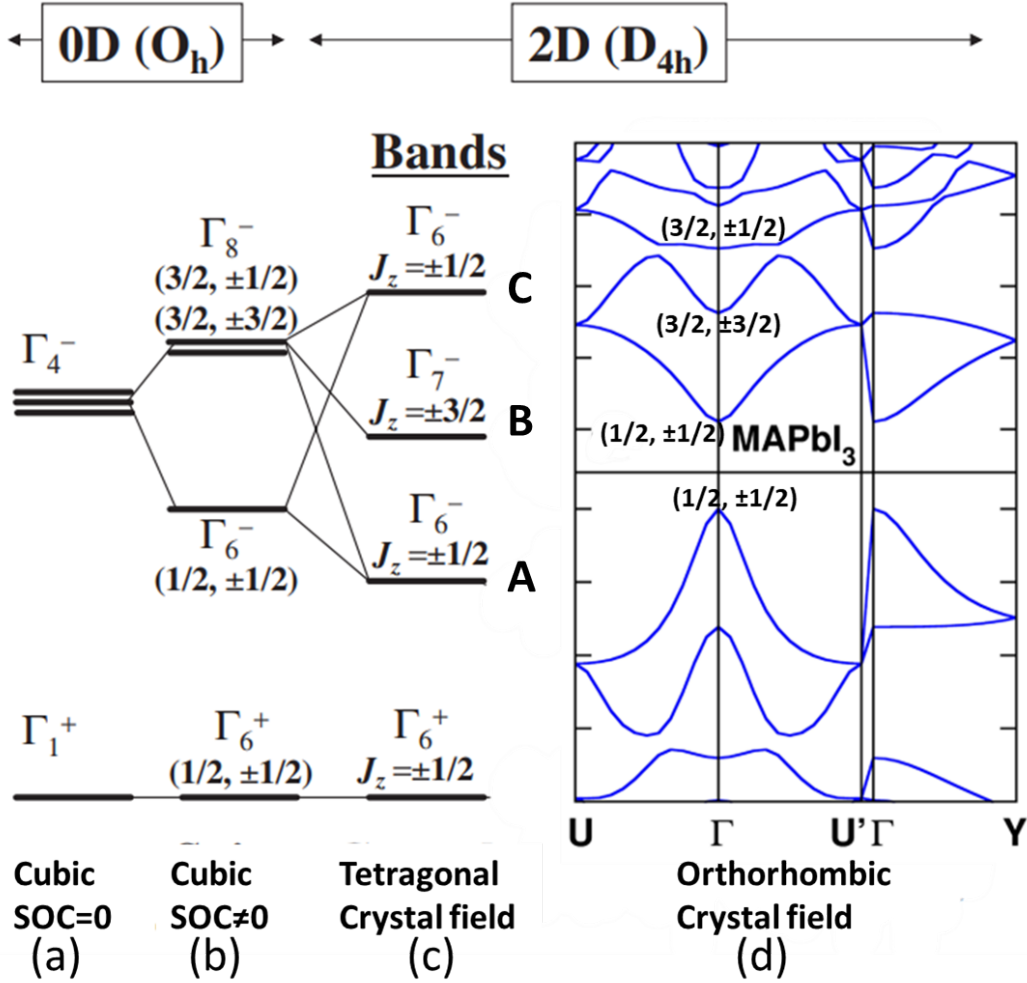 0D (Oₕ)
2D (D₄ₕ)
Bands
Γ₄⁻
Γ₈⁻
(3/2, ±1/2)
(3/2, ±3/2)
Γ₆⁻
(1/2, ±1/2)
Γ₆⁻
J_z =±1/2
C
Γ₇⁻
J_z =±3/2
B
Γ₆⁻
J_z =±1/2
A
Γ₁⁺
Γ₆⁺
(1/2, ±1/2)
Γ₆⁺
J_z =±1/2
(3/2, ±1/2)
(3/2, ±3/2)
(1/2, ±1/2)
MAPbI₃
(1/2, ±1/2)
U Γ U' Γ Y
Cubic
SOC=0
(a)
Cubic
SOC≠0
(b)
Tetragonal
Crystal field
(c)
Orthorhombic
Crystal field
(d)